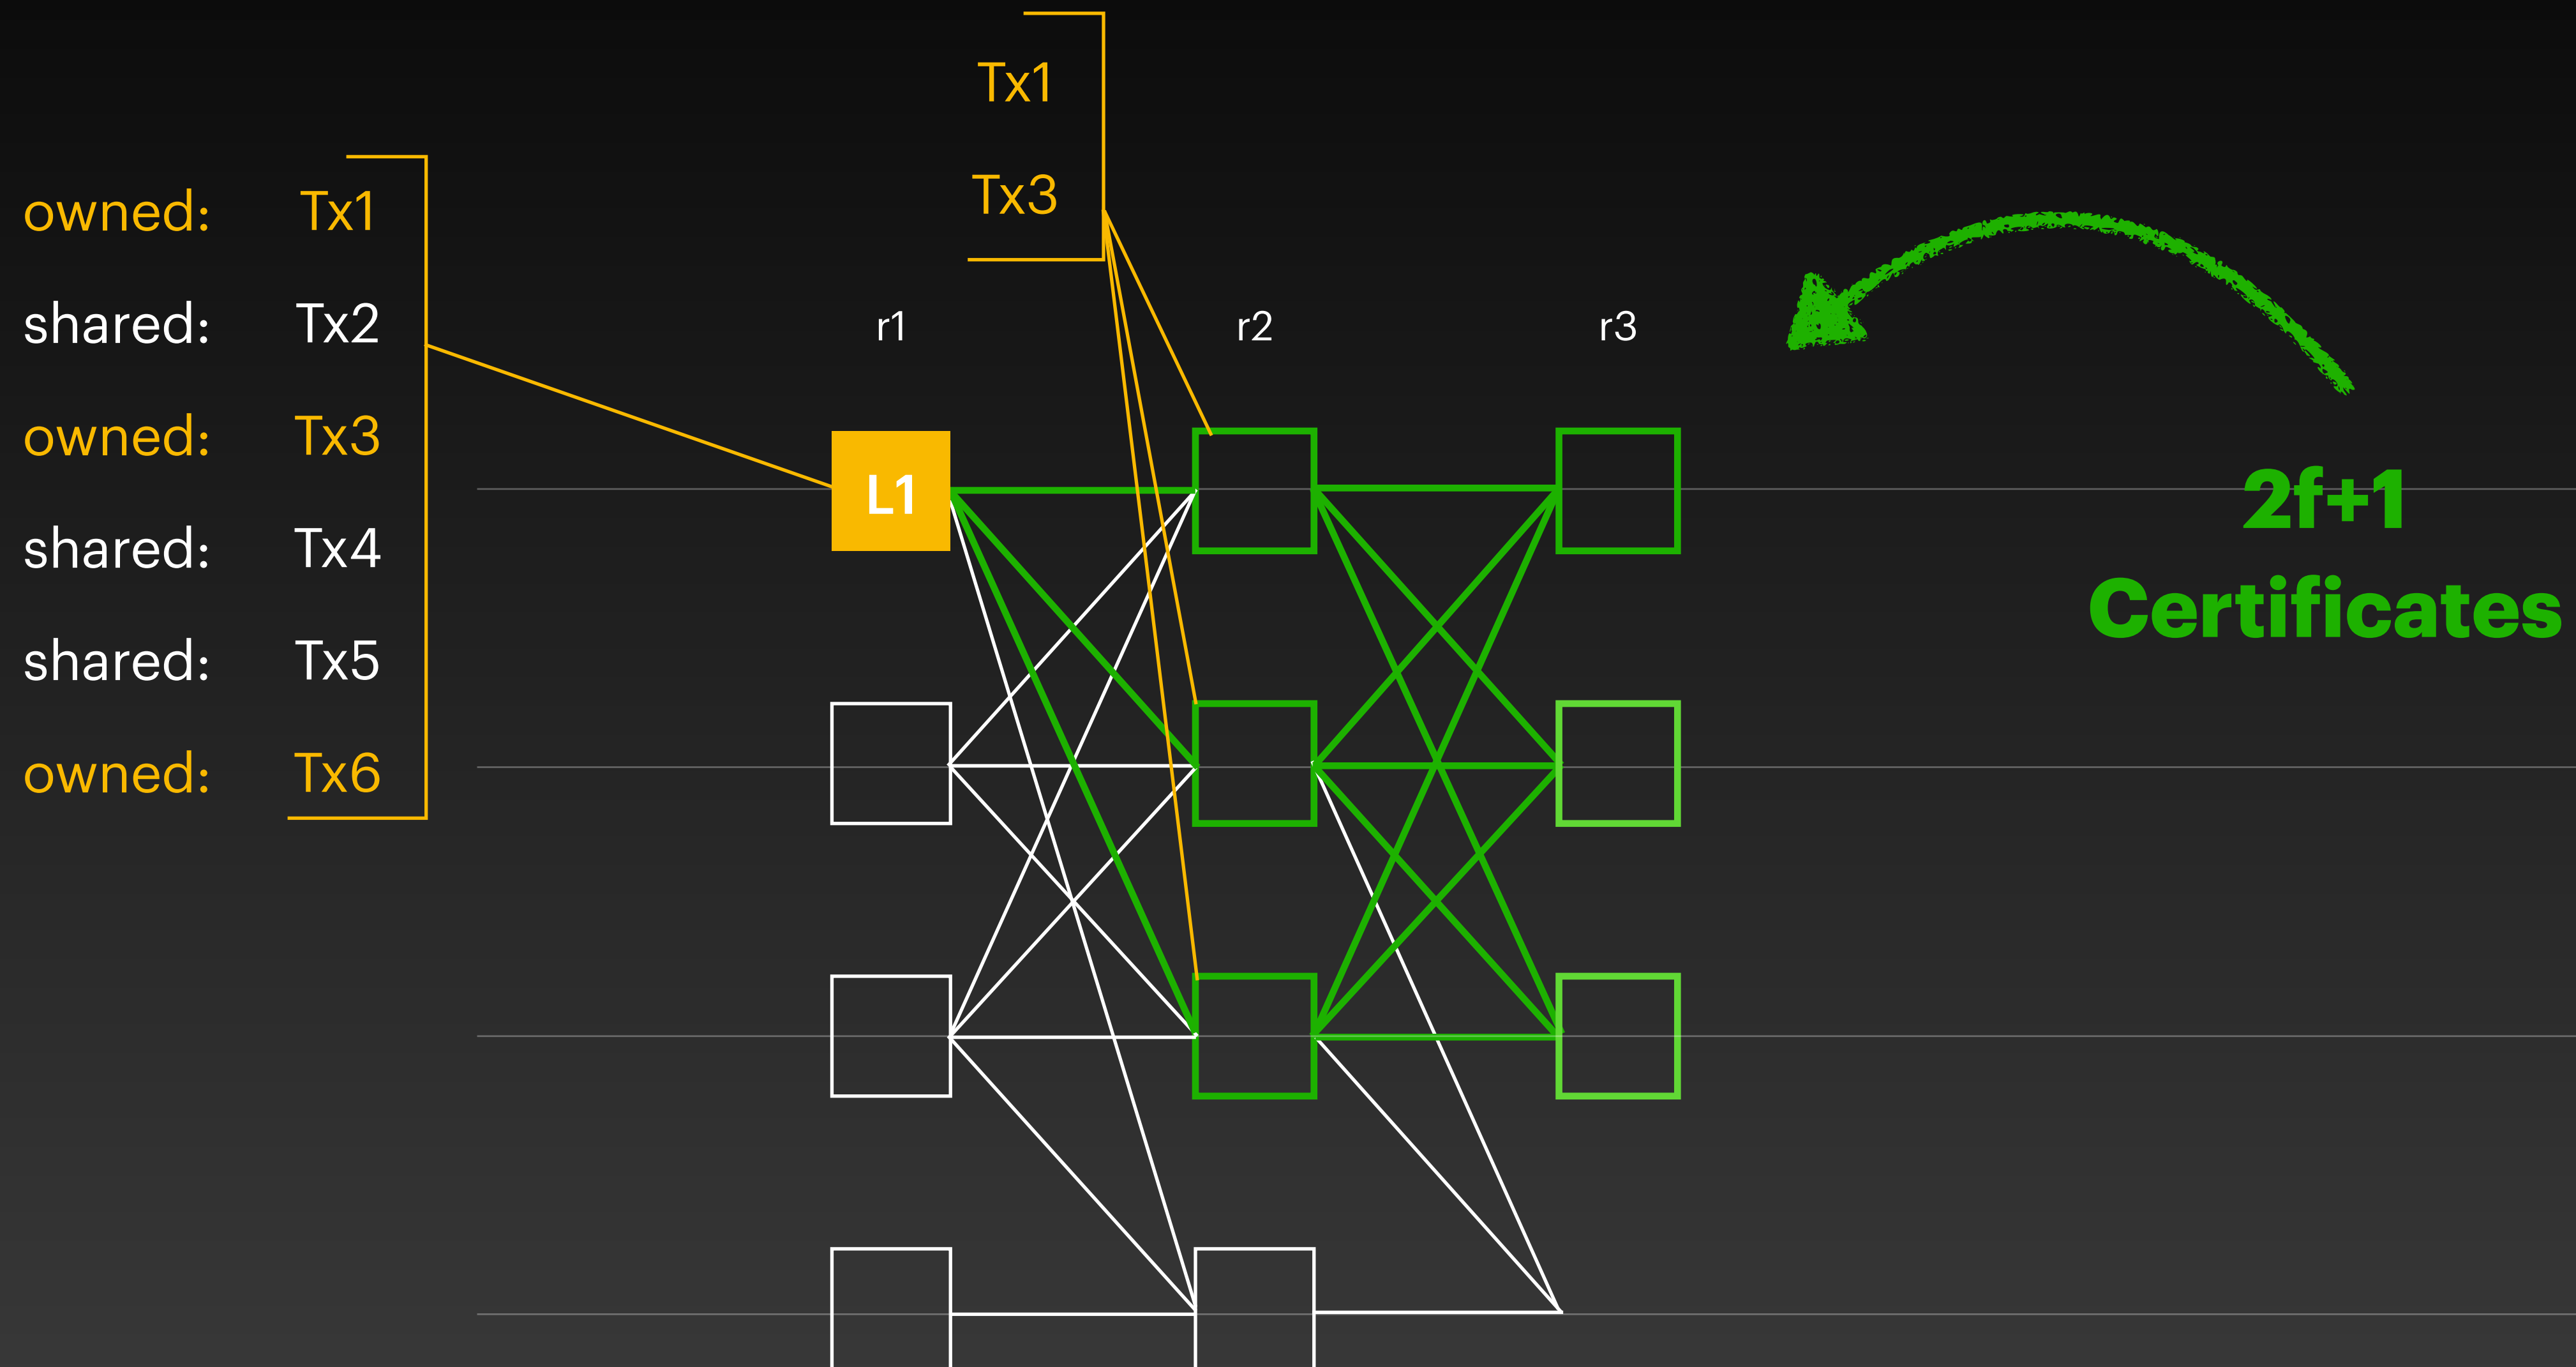 Tx1
Tx3
owned: Tx1
shared: Tx2
owned: Tx3
shared: Tx4
shared: Tx5
owned: Tx6
r1 r2 r3
L1
2f+1
Certificates